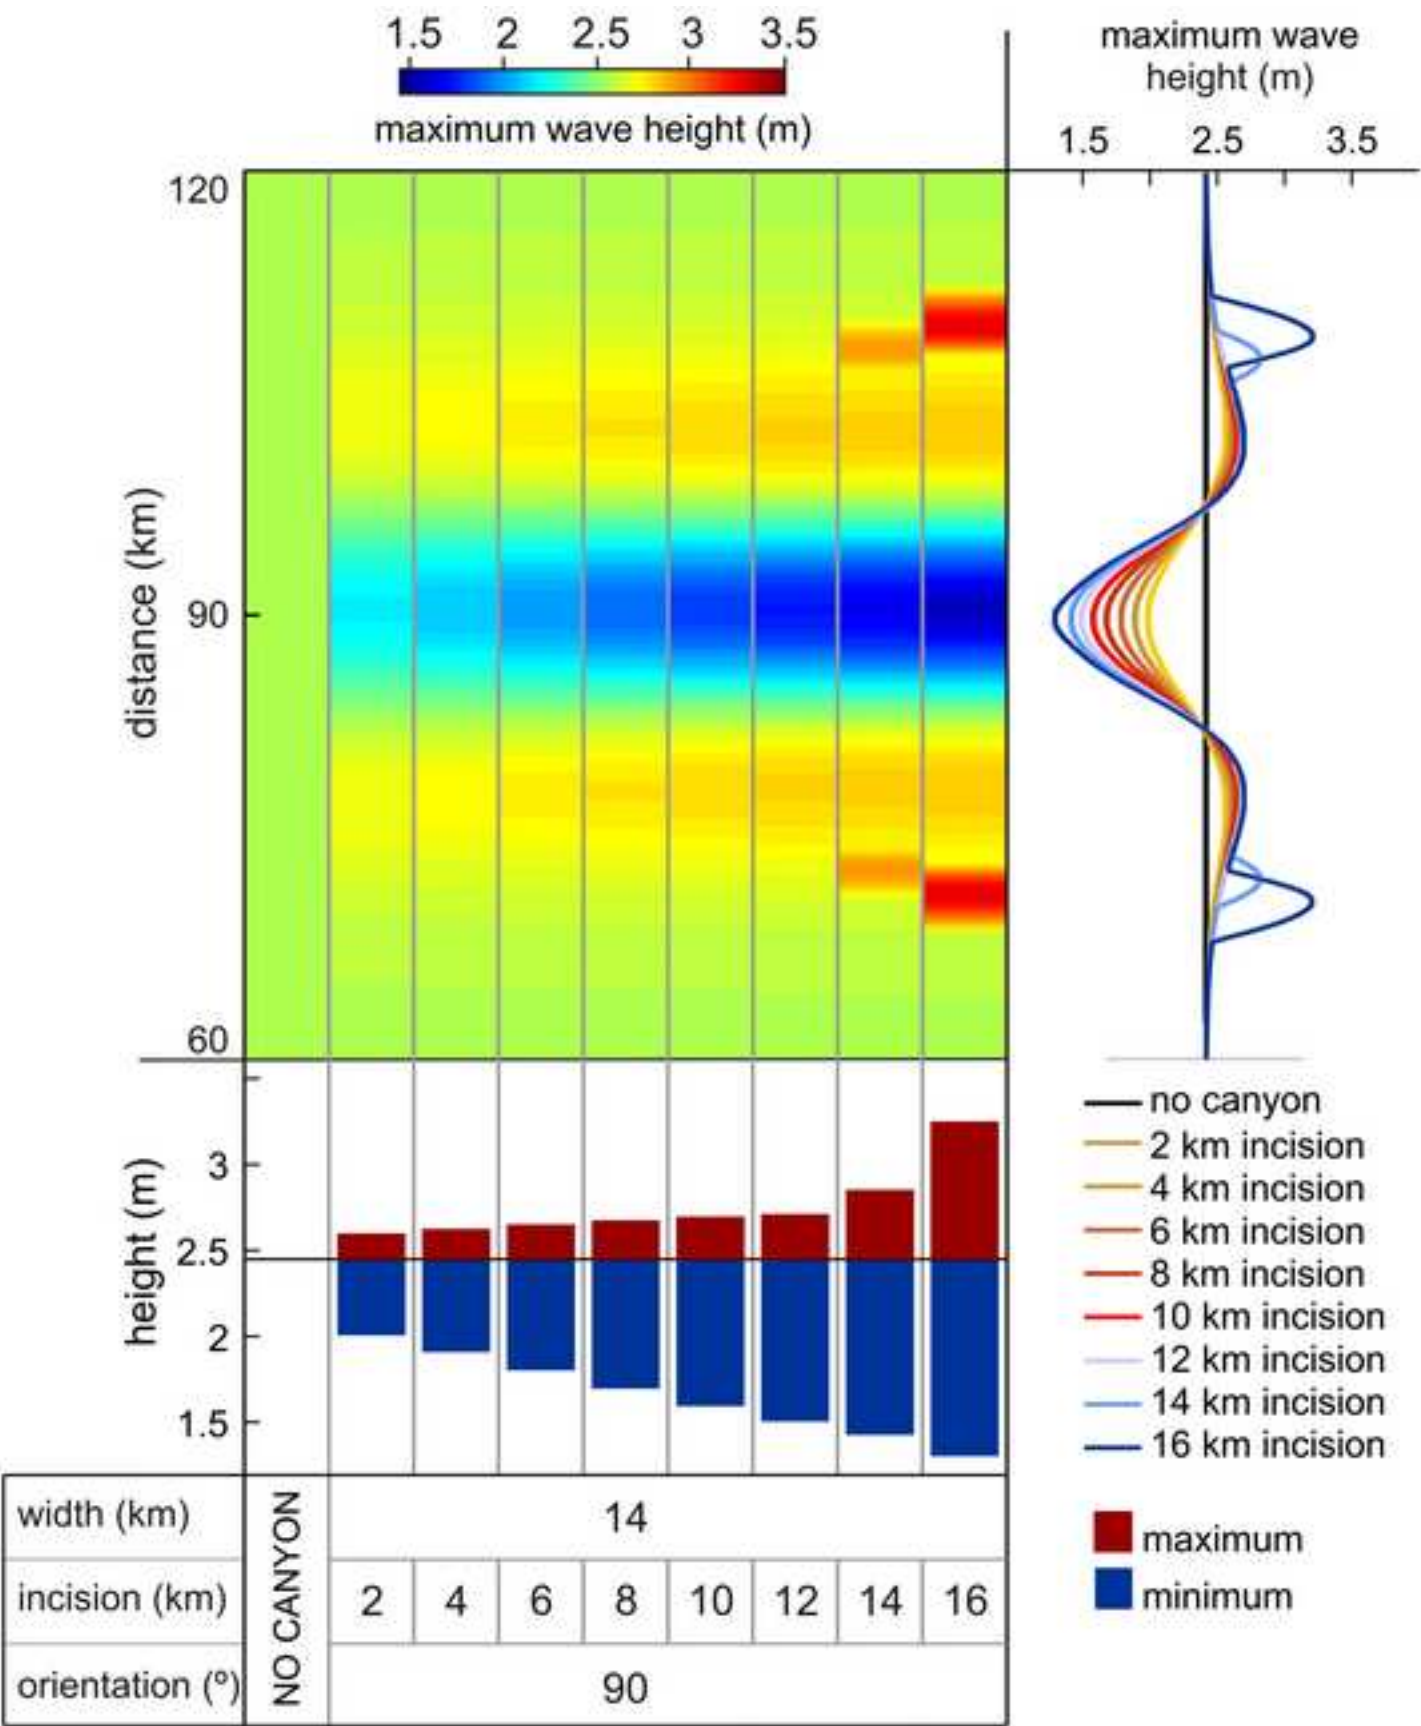 1.5 2 2.5 3 3.5
maximum wave height (m)
maximum wave
height (m)
1.5 2.5 3.5
120
90
60
distance (km)
3
2.5
2
1.5
height (m)
no canyon
2 km incision
4 km incision
6 km incision
8 km incision
10 km incision
12 km incision
14 km incision
16 km incision
maximum
minimum
width (km)
NO CANYON
14
incision (km)
2 4 6 8 10 12 14 16
orientation (º)
90